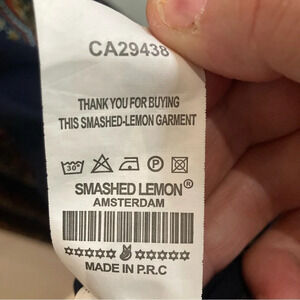 CA29438
THANK YOU FOR BUYING
THIS SMASHED-LEMON GARMENT
30°
P
SMASHED LEMON®
AMSTERDAM
MADE IN P.R.C